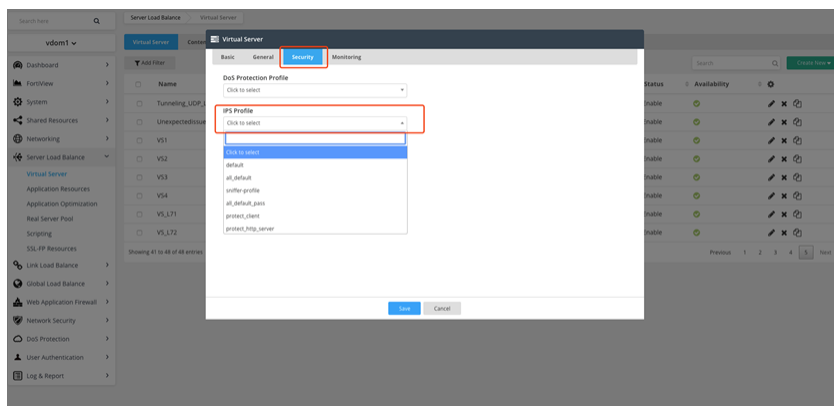 Search here
Server Load Balance
Virtual Server
vdom1
Virtual Server
Virtual Server
Basic
General
Security
Monitoring
Dashboard
FortiView
System
Shared Resources
Networking
Server Load Balance
Virtual Server
Application Resources
Application Optimization
Real Server Pool
Scripting
SSL-FP Resources
Link Load Balance
Global Load Balance
Web Application Firewall
Network Security
DoS Protection
User Authentication
Log & Report
Add Filter
Search
Create New
Name
Status
Availability
Tunneling_UDP_L
Enable
Unexpectedissue
Enable
VS1
Enable
VS2
Enable
VS3
Enable
VS4
Enable
VS_L71
Enable
VS_L72
Enable
Showing 41 to 48 of 48 entries
Previous 1 2 3 4 5 Next
DoS Protection Profile
Click to select
IPS Profile
Click to select
Click to select
default
all_default
sniffer-profile
all_default_pass
protect_client
protect_http_server
Save
Cancel